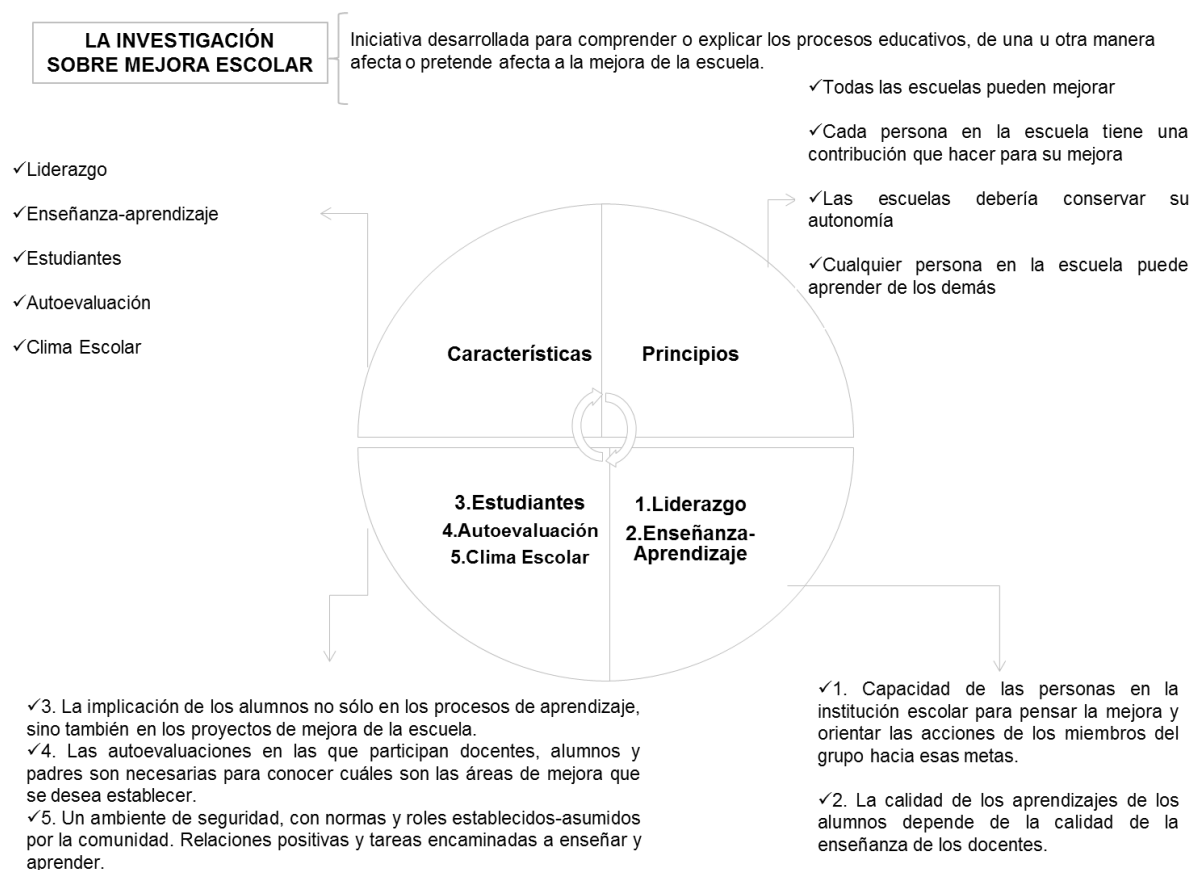 LA INVESTIGACIÓN
SOBRE MEJORA ESCOLAR
Iniciativa desarrollada para comprender o explicar los procesos educativos, de una u otra manera
afecta o pretende afecta a la mejora de la escuela.
✓Todas las escuelas pueden mejorar
✓Cada persona en la escuela tiene una
contribución que hacer para su mejora
✓Las escuelas debería conservar su
autonomía
✓Cualquier persona en la escuela puede
aprender de los demás
✓Liderazgo
✓Enseñanza-aprendizaje
✓Estudiantes
✓Autoevaluación
✓Clima Escolar
Características
Principios
3.Estudiantes
4.Autoevaluación
5.Clima Escolar
1.Liderazgo
2.Enseñanza-
Aprendizaje
✓3. La implicación de los alumnos no sólo en los procesos de aprendizaje,
sino también en los proyectos de mejora de la escuela.
✓4. Las autoevaluaciones en las que participan docentes, alumnos y
padres son necesarias para conocer cuáles son las áreas de mejora que
se desea establecer.
✓5. Un ambiente de seguridad, con normas y roles establecidos-asumidos
por la comunidad. Relaciones positivas y tareas encaminadas a enseñar y
aprender.
✓1. Capacidad de las personas en la
institución escolar para pensar la mejora y
orientar las acciones de los miembros del
grupo hacia esas metas.
✓2. La calidad de los aprendizajes de los
alumnos depende de la calidad de la
enseñanza de los docentes.